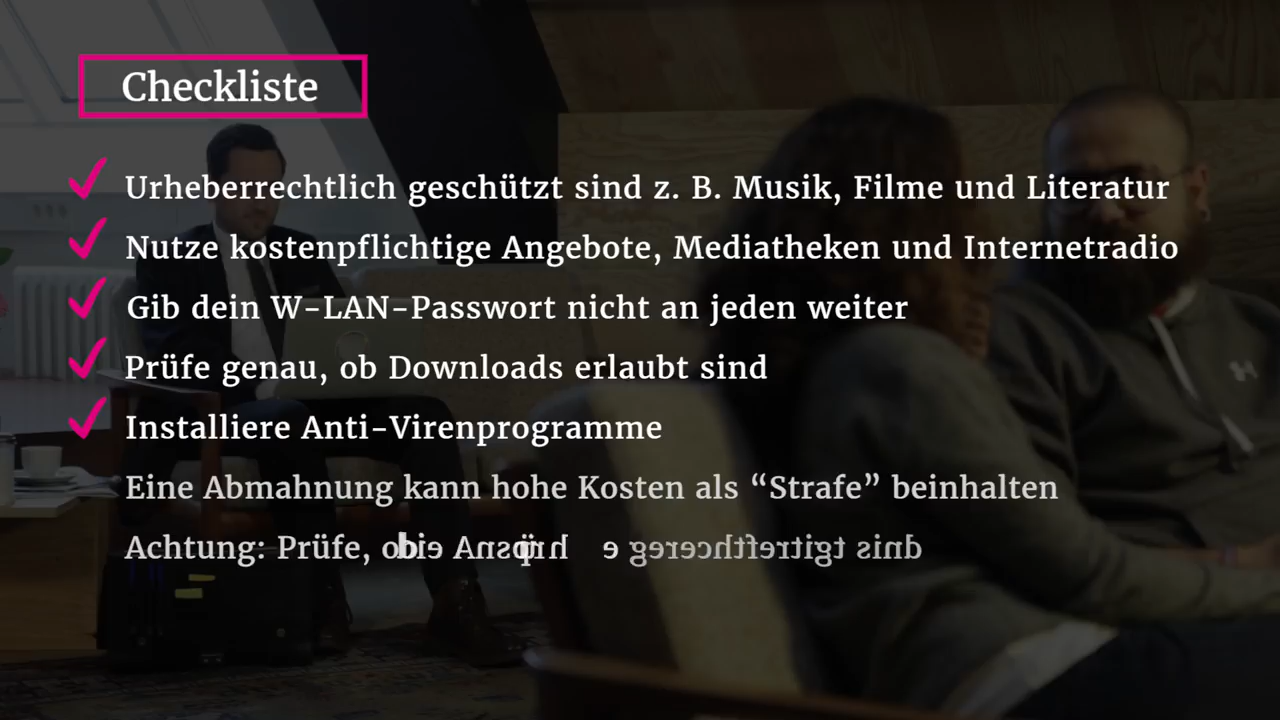 Checkliste
Urheberrechtlich geschützt sind z. B. Musik, Filme und Literatur
Nutze kostenpflichtige Angebote, Mediatheken und Internetradio
Gib dein W-LAN-Passwort nicht an jeden weiter
Prüfe genau, ob Downloads erlaubt sind
Installiere Anti-Virenprogramme
Eine Abmahnung kann hohe Kosten als “Strafe” beinhalten
Achtung: Prüfe,